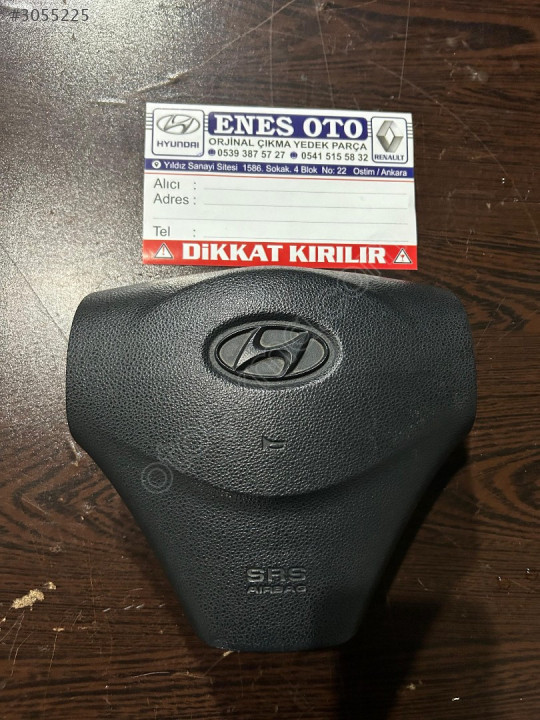 #3055225
ENES OTO
HYUNDAI
ORJİNAL ÇIKMA YEDEK PARÇA
0539 387 57 27 0541 515 58 32
RENAULT
Yıldız Sanayi Sitesi 1586. Sokak. 4 Blok No: 22 Ostim / Ankara
Alıcı :
Adres :
Tel :
DİKKAT KIRILIR
SRS
AIRBAG